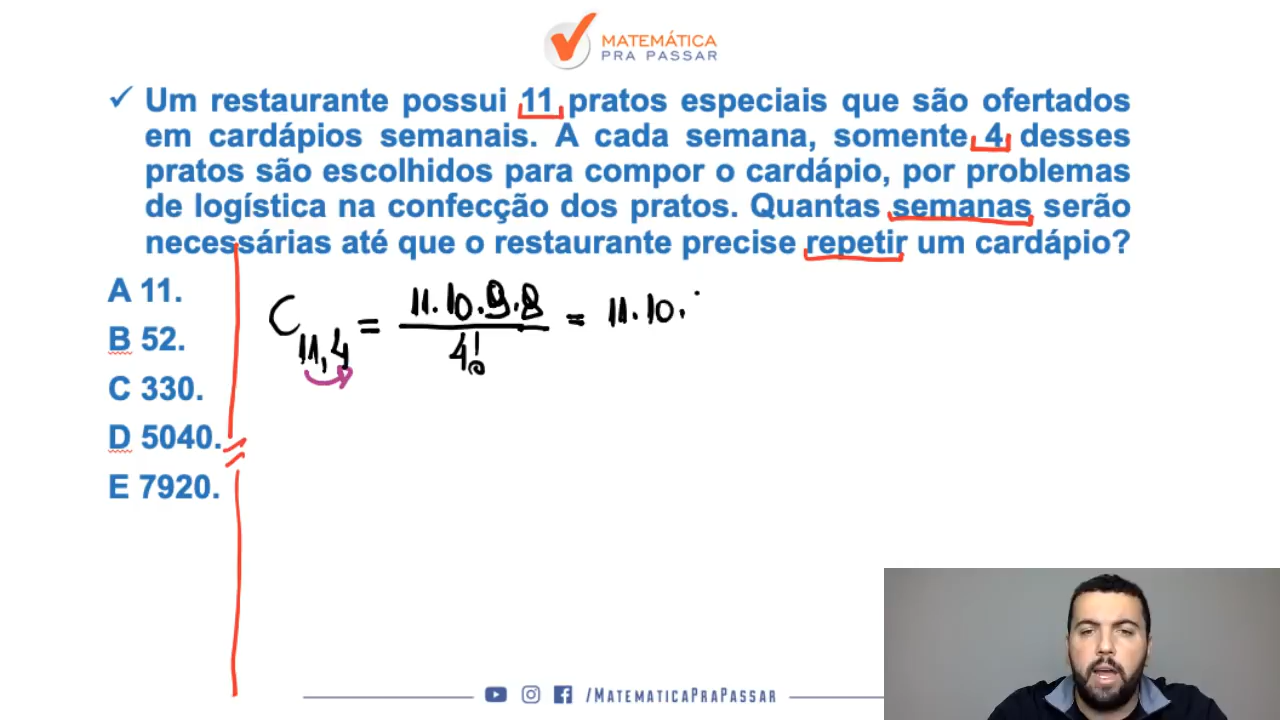 MATEMÁTICA
PRA PASSAR
✓ Um restaurante possui 11 pratos especiais que são ofertados
em cardápios semanais. A cada semana, somente 4 desses
pratos são escolhidos para compor o cardápio, por problemas
de logística na confecção dos pratos. Quantas semanas serão
necessárias até que o restaurante precise repetir um cardápio?
A 11.
B 52.
C 330.
D 5040.
E 7920.
C 11,4 = 11.10.9.8 / 4! = 11.10.
/MATEMATICAPRAPASSAR